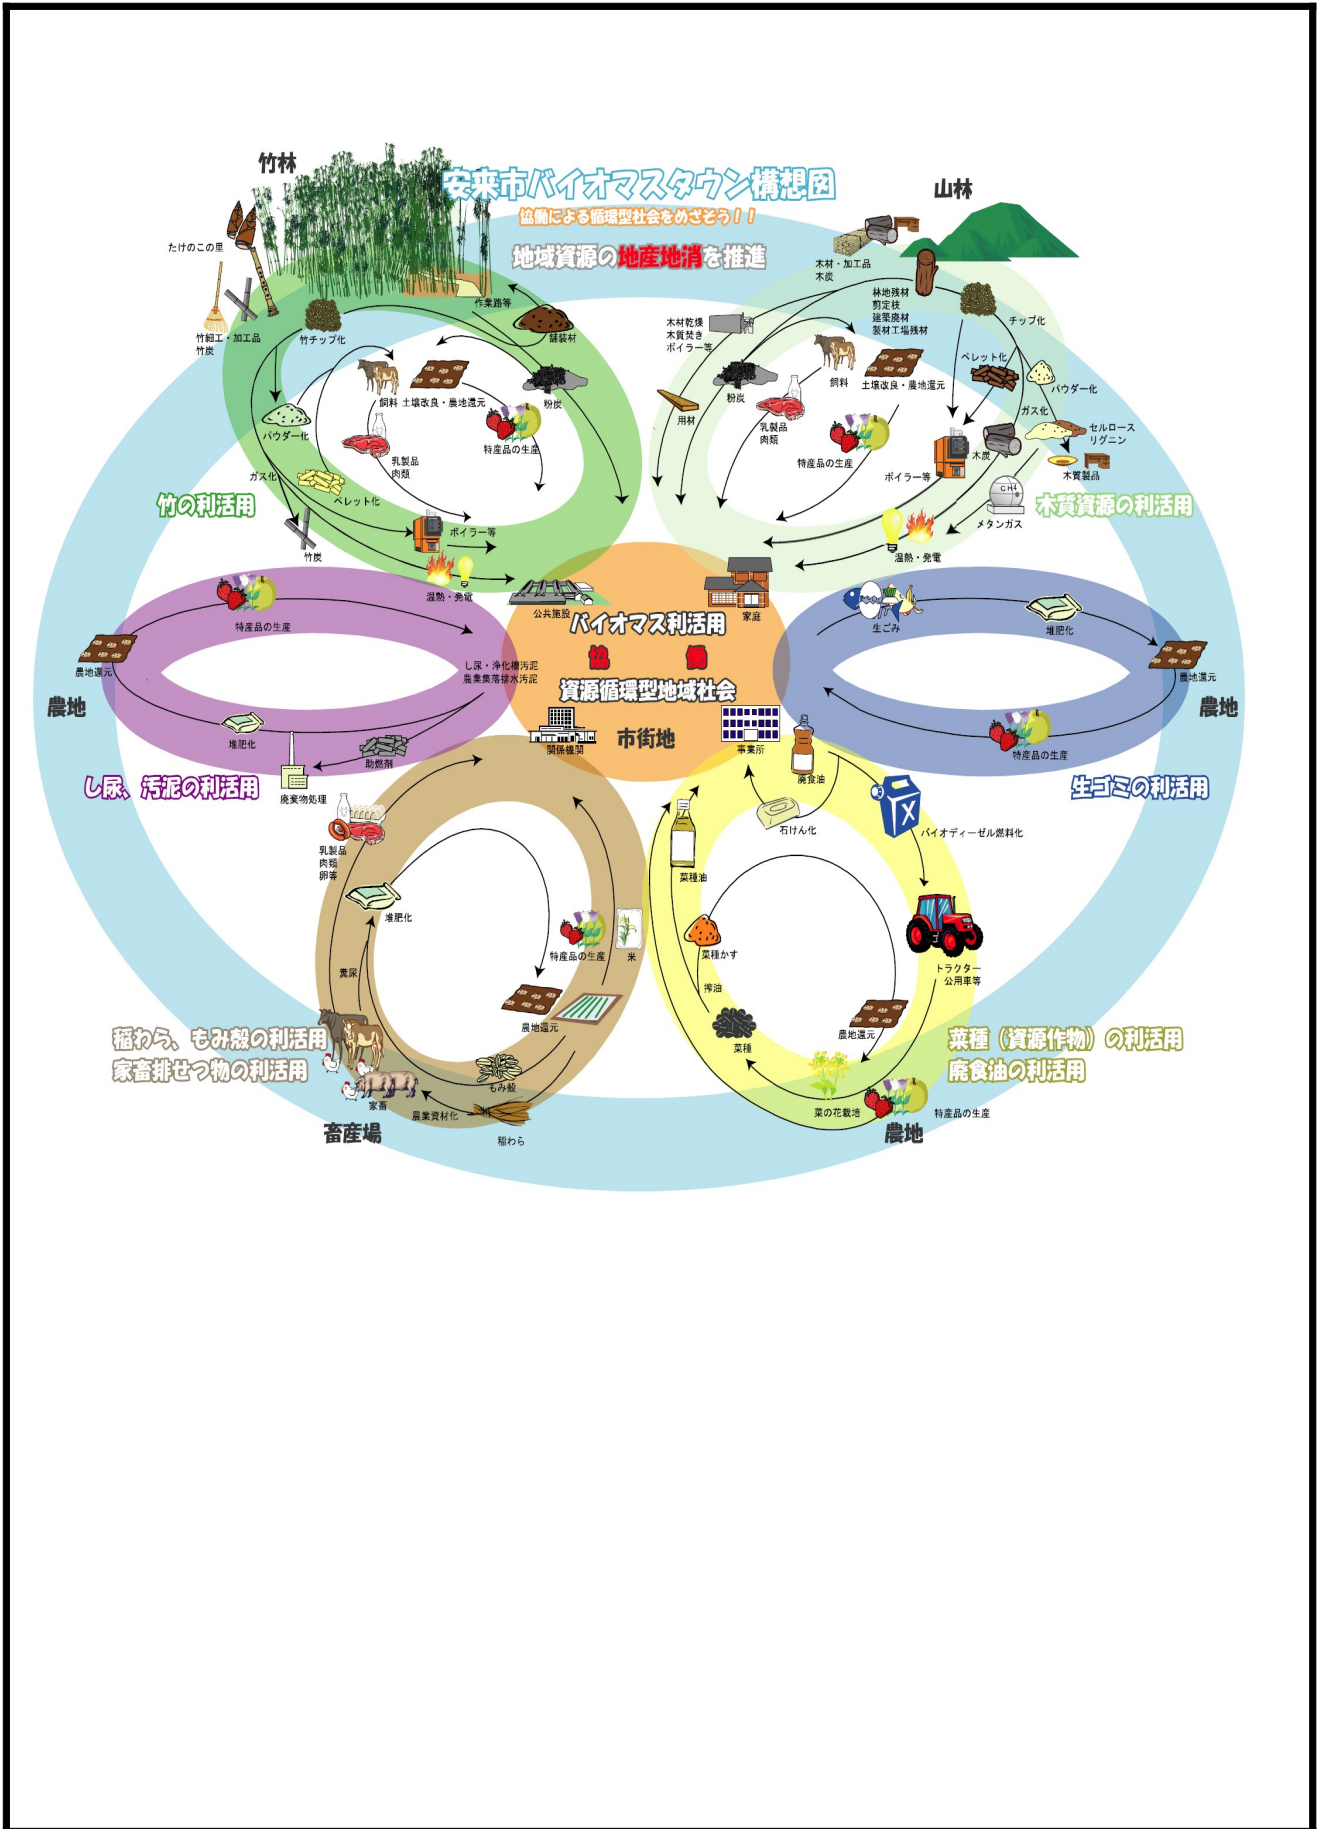 竹林
安来市バイオマスタウン構想図
協働による循環型社会をめざそう！！
地域資源の地産地消を推進
山林
たけのこの里
竹細工・加工品
竹炭
竹チップ化
作業路等
舗装材
飼料
土壌改良・農地還元
粉炭
パウダー化
特産品の生産
乳製品
肉類
ガス化
ペレット化
竹の利活用
竹炭
ボイラー等
温熱・発電
木材・加工品
木炭
林地残材
剪定枝
建築廃材
製材工場残材
チップ化
木材乾燥
木質焚き
ボイラー等
ペレット化
パウダー化
飼料
土壌改良・農地還元
粉炭
用材
乳製品
肉類
ガス化
セルロース
リグニン
特産品の生産
木炭
木質製品
ボイラー等
CH4
メタンガス
木質資源の利活用
温熱・発電
特産品の生産
農地還元
農地
し尿・浄化槽汚泥
農業集落排水汚泥
堆肥化
助燃剤
廃棄物処理
し尿、汚泥の利活用
公共施設
家庭
バイオマス利活用
協 働
資源循環型地域社会
関係機関
市街地
事業所
生ごみ
堆肥化
農地還元
農地
特産品の生産
生ゴミの利活用
乳製品
肉類
卵等
堆肥化
糞尿
特産品の生産
米
農地還元
稲わら、もみ殻の利活用
家畜排せつ物の利活用
もみ殻
家畜
農業資材化
稲わら
畜産場
廃食油
石けん化
バイオディーゼル燃料化
菜種油
菜種かす
搾油
トラクター
公用車等
農地還元
菜種
菜種（資源作物）の利活用
廃食油の利活用
菜の花栽培
特産品の生産
農地